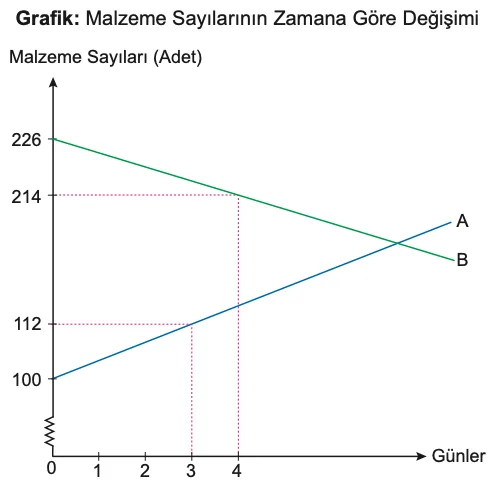 Grafik: Malzeme Sayılarının Zamana Göre Değişimi
Malzeme Sayıları (Adet)
226
214
A
B
112
100
Günler
0 1 2 3 4